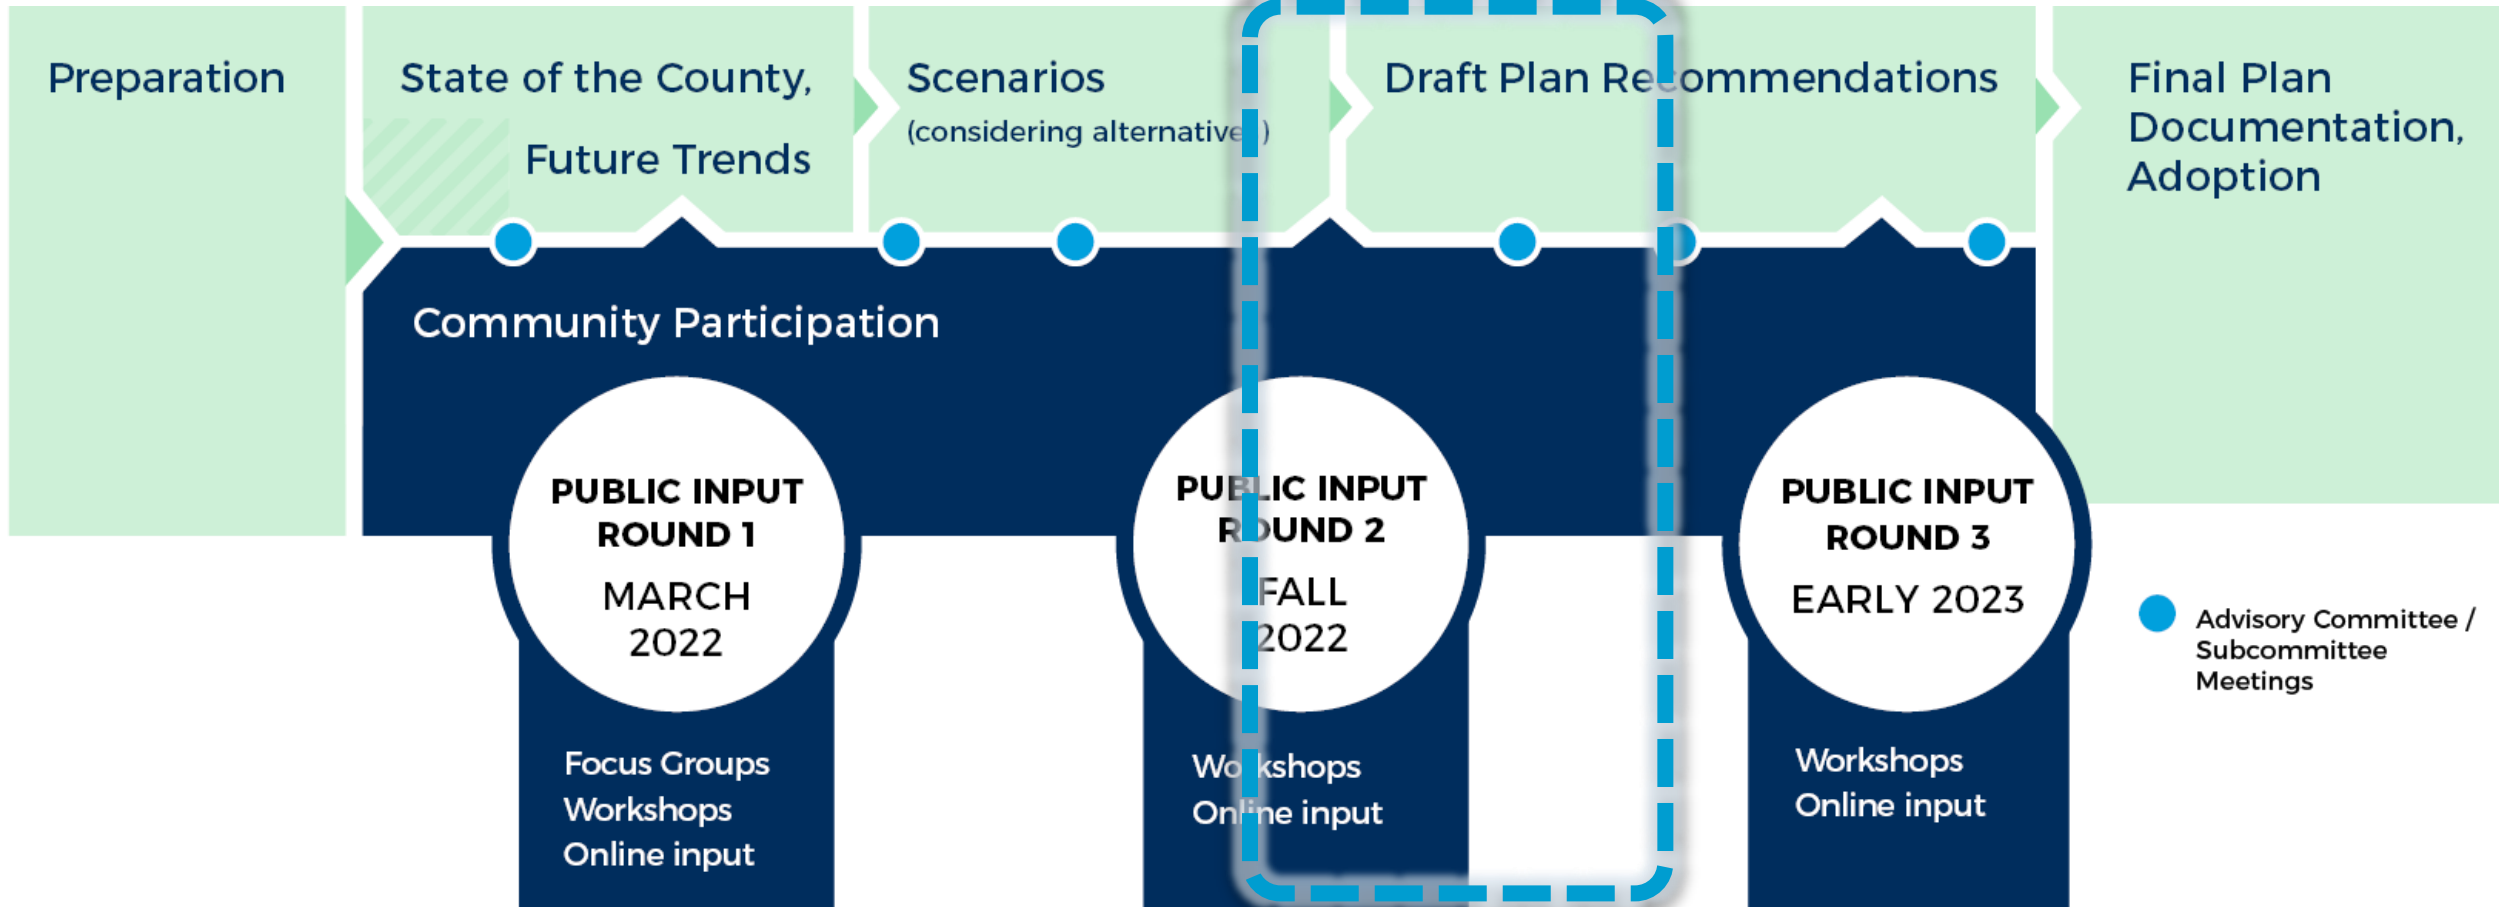 Preparation
State of the County,
Future Trends
Scenarios
(considering alternatives)
Draft Plan Recommendations
Final Plan
Documentation,
Adoption
Community Participation
PUBLIC INPUT
ROUND 1
MARCH
2022
Focus Groups
Workshops
Online input
PUBLIC INPUT
ROUND 2
FALL
2022
Workshops
Online input
PUBLIC INPUT
ROUND 3
EARLY 2023
Workshops
Online input
Advisory Committee /
Subcommittee
Meetings